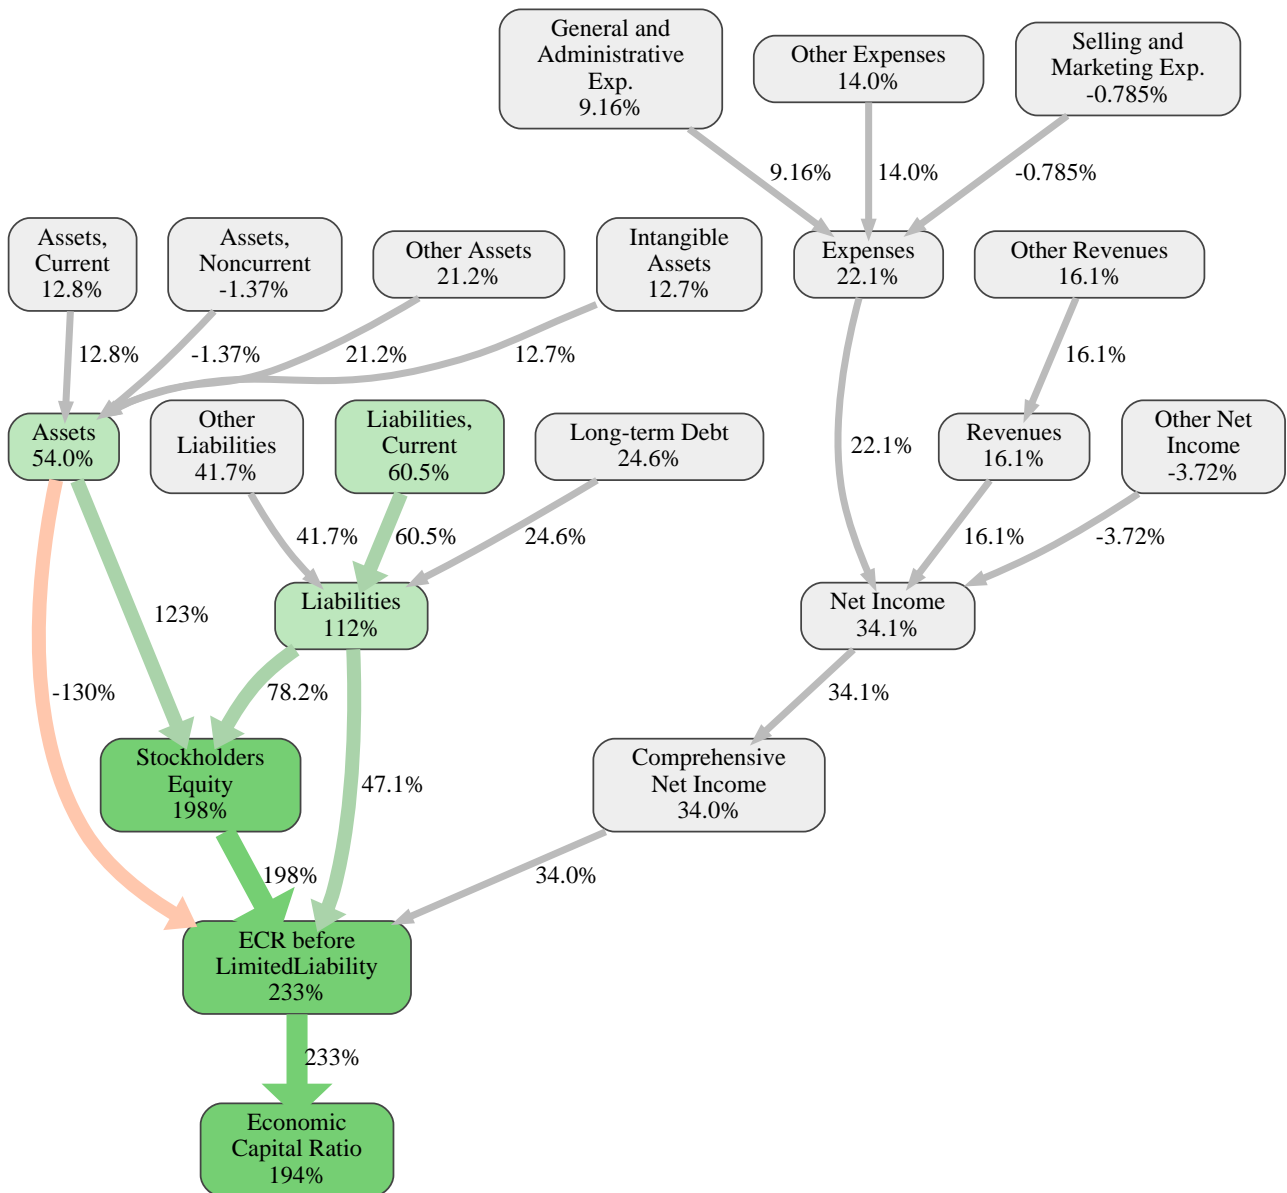 General and
Administrative
Exp.
9.16%
Other Expenses
14.0%
Selling and
Marketing Exp.
-0.785%
9.16%
14.0%
-0.785%
Assets,
Current
12.8%
Assets,
Noncurrent
-1.37%
Other Assets
21.2%
Intangible
Assets
12.7%
Expenses
22.1%
Other Revenues
16.1%
12.8%
-1.37%
21.2%
12.7%
16.1%
Assets
54.0%
Other
Liabilities
41.7%
Liabilities,
Current
60.5%
Long-term Debt
24.6%
22.1%
Revenues
16.1%
Other Net
Income
-3.72%
41.7%
60.5%
24.6%
16.1%
-3.72%
Liabilities
112%
Net Income
34.1%
123%
-130%
78.2%
34.1%
Stockholders
Equity
198%
47.1%
Comprehensive
Net Income
34.0%
198%
34.0%
ECR before
LimitedLiability
233%
233%
Economic
Capital Ratio
194%